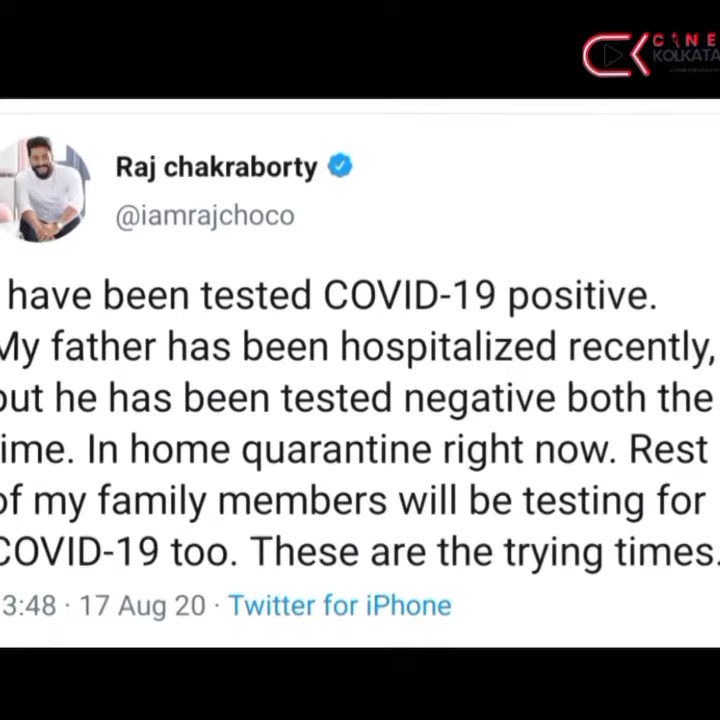 CINE
KOLKATA
Raj chakraborty
@iamrajchoco
have been tested COVID-19 positive.
My father has been hospitalized recently,
but he has been tested negative both the
ime. In home quarantine right now. Rest
of my family members will be testing for
COVID-19 too. These are the trying times.
3:48 · 17 Aug 20 · Twitter for iPhone